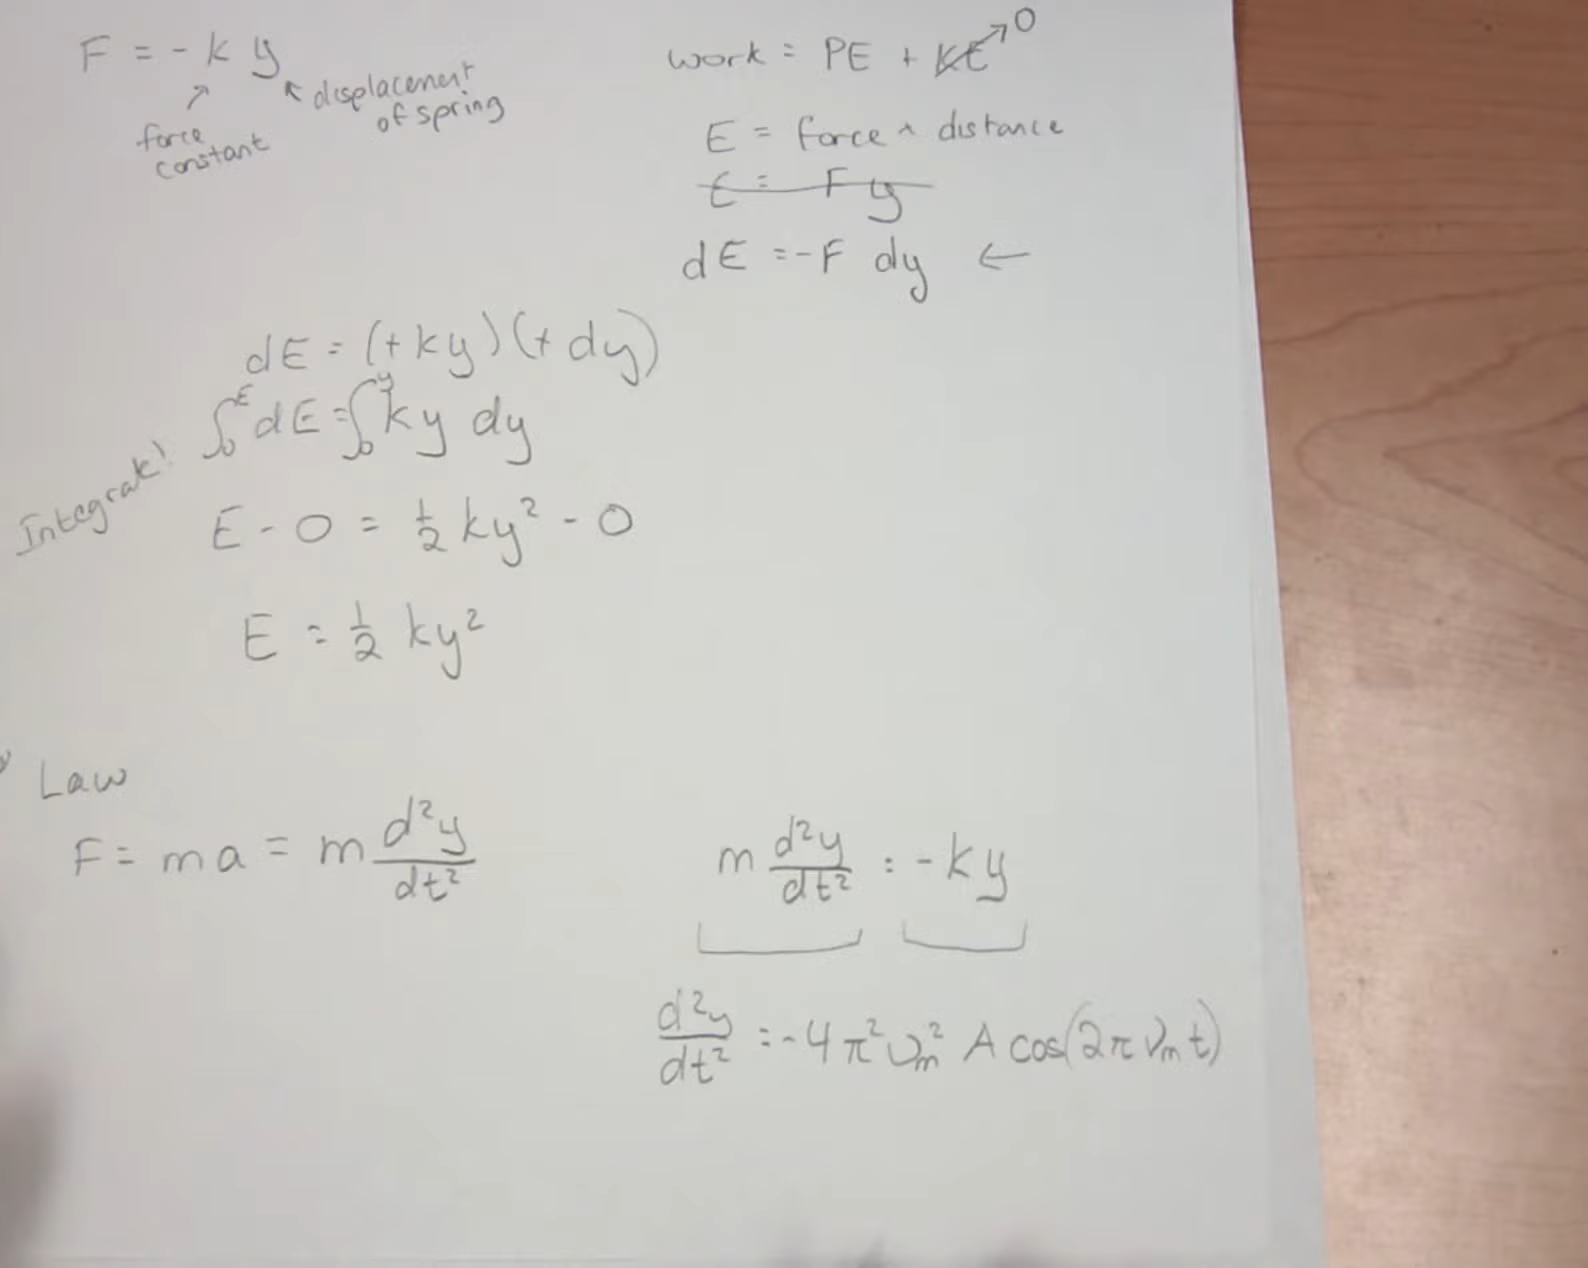 F = - k y
force constant
displacement of spring
work = PE + KE → 0
E = force × distance
E = F y
dE = -F dy ←
dE = (+ky)(+dy)
Integrate! ∫₀ᴱ dE = ∫₀ʸ ky dy
E - 0 = ½ ky² - 0
E = ½ ky²
Law
F = ma = m d²y/dt²
m d²y/dt² = -ky
d²y/dt² = -4π²ν²ₘ A cos(2πνₘt)